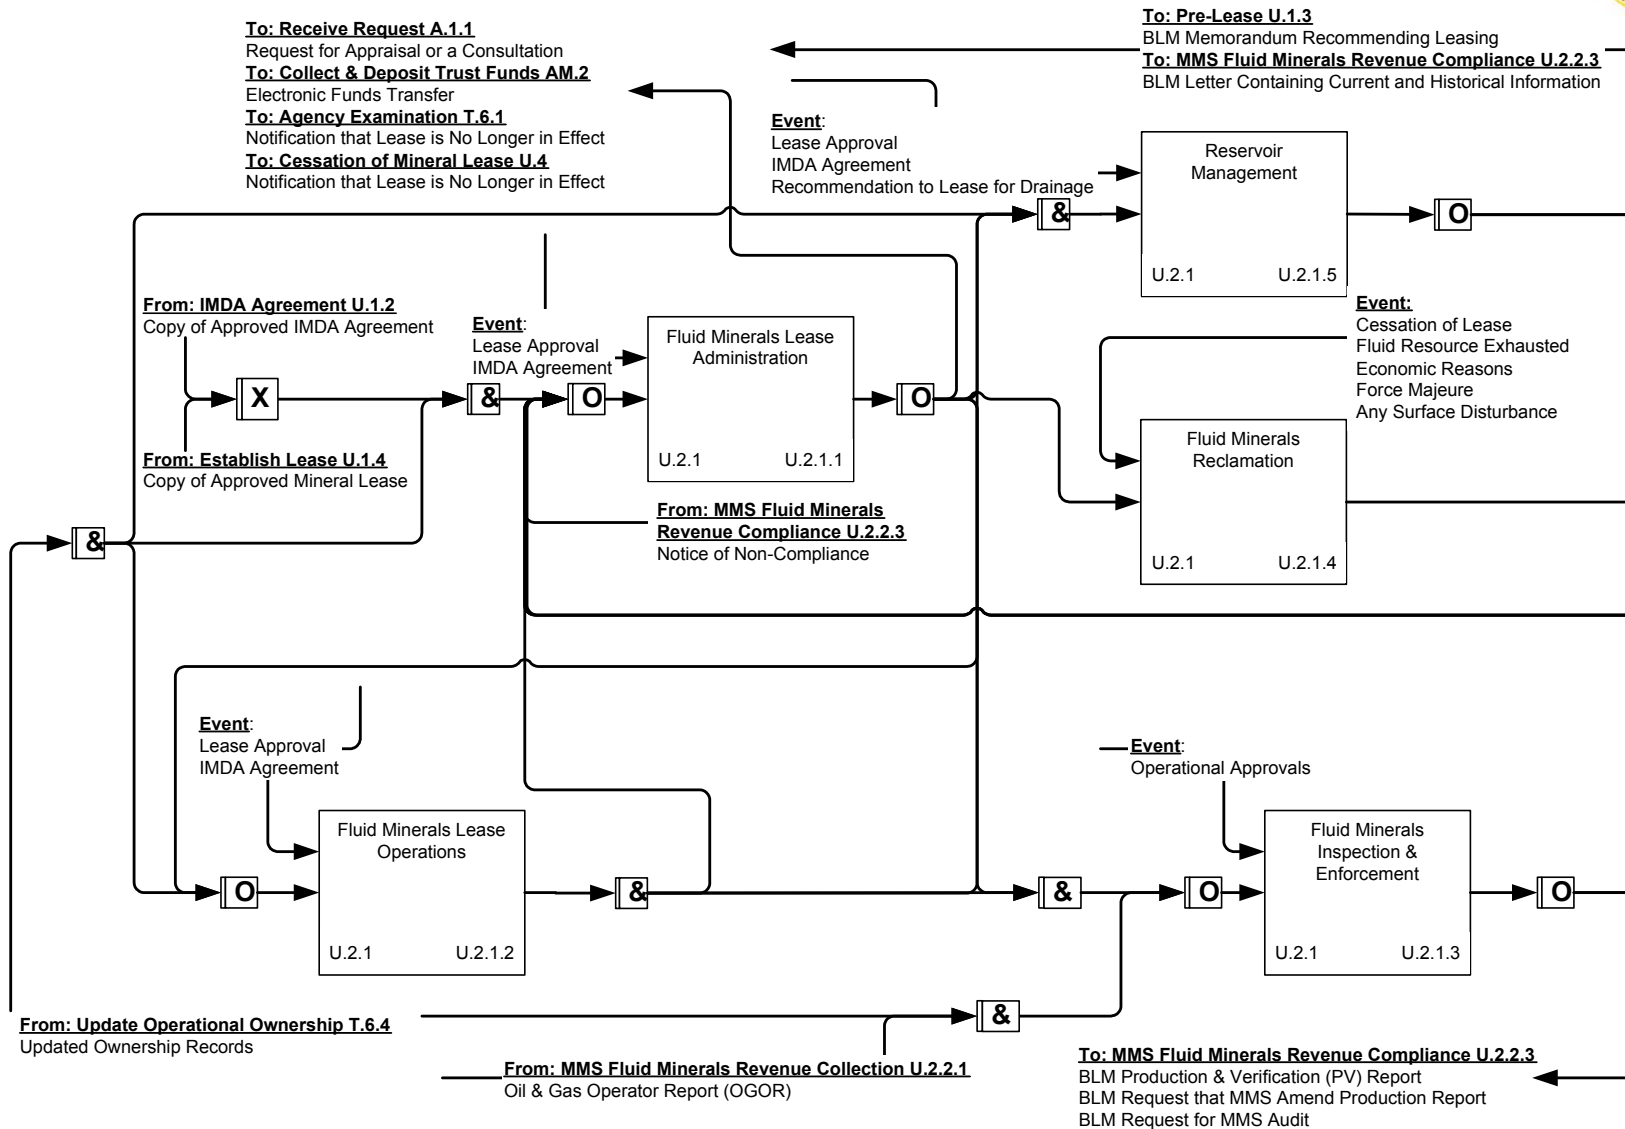 To: Receive Request A.1.1
Request for Appraisal or a Consultation
To: Collect & Deposit Trust Funds AM.2
Electronic Funds Transfer
To: Agency Examination T.6.1
Notification that Lease is No Longer in Effect
To: Cessation of Mineral Lease U.4
Notification that Lease is No Longer in Effect
To: Pre-Lease U.1.3
BLM Memorandum Recommending Leasing
To: MMS Fluid Minerals Revenue Compliance U.2.2.3
BLM Letter Containing Current and Historical Information
Event:
Lease Approval
IMDA Agreement
Recommendation to Lease for Drainage
&
Reservoir
Management
U.2.1 U.2.1.5
O
From: IMDA Agreement U.1.2
Copy of Approved IMDA Agreement
X
From: Establish Lease U.1.4
Copy of Approved Mineral Lease
&
Event:
Lease Approval
IMDA Agreement
&
O
Fluid Minerals Lease
Administration
U.2.1 U.2.1.1
O
From: MMS Fluid Minerals
Revenue Compliance U.2.2.3
Notice of Non-Compliance
Event:
Cessation of Lease
Fluid Resource Exhausted
Economic Reasons
Force Majeure
Any Surface Disturbance
Fluid Minerals
Reclamation
U.2.1 U.2.1.4
Event:
Lease Approval
IMDA Agreement
O
Fluid Minerals Lease
Operations
U.2.1 U.2.1.2
&
&
Event:
Operational Approvals
O
Fluid Minerals
Inspection &
Enforcement
U.2.1 U.2.1.3
O
From: Update Operational Ownership T.6.4
Updated Ownership Records
&
From: MMS Fluid Minerals Revenue Collection U.2.2.1
Oil & Gas Operator Report (OGOR)
To: MMS Fluid Minerals Revenue Compliance U.2.2.3
BLM Production & Verification (PV) Report
BLM Request that MMS Amend Production Report
BLM Request for MMS Audit